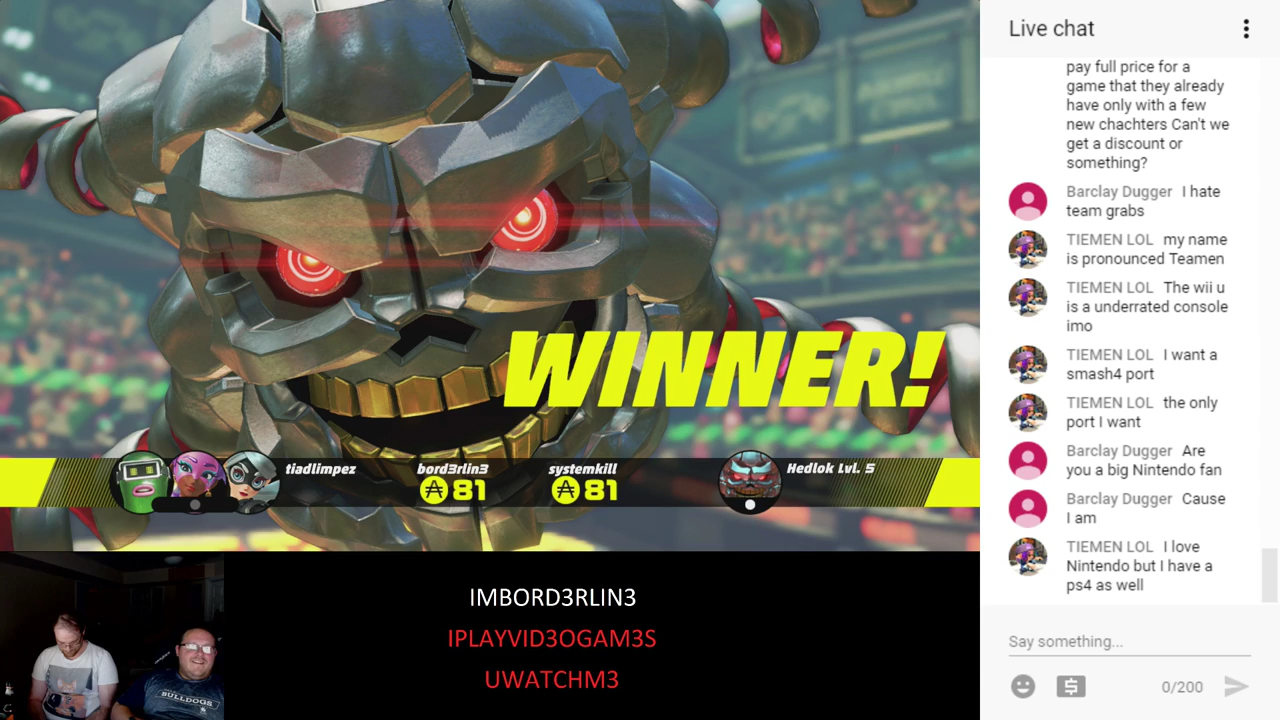 WINNER!
tiadlimpez
bord3rlin3
81
systemkill
81
Hedlok Lvl. 5
BULLDOGS
IMBORD3RLIN3
IPLAYVID3OGAM3S
UWATCHM3
Live chat
pay full price for a
game that they already
have only with a few
new chachters Can't we
get a discount or
something?
Barclay Dugger I hate
team grabs
TIEMEN LOL my name
is pronounced Teamen
TIEMEN LOL The wii u
is a underrated console
imo
TIEMEN LOL I want a
smash4 port
TIEMEN LOL the only
port I want
Barclay Dugger Are
you a big Nintendo fan
Barclay Dugger Cause
I am
TIEMEN LOL I love
Nintendo but I have a
ps4 as well
Say something...
0/200